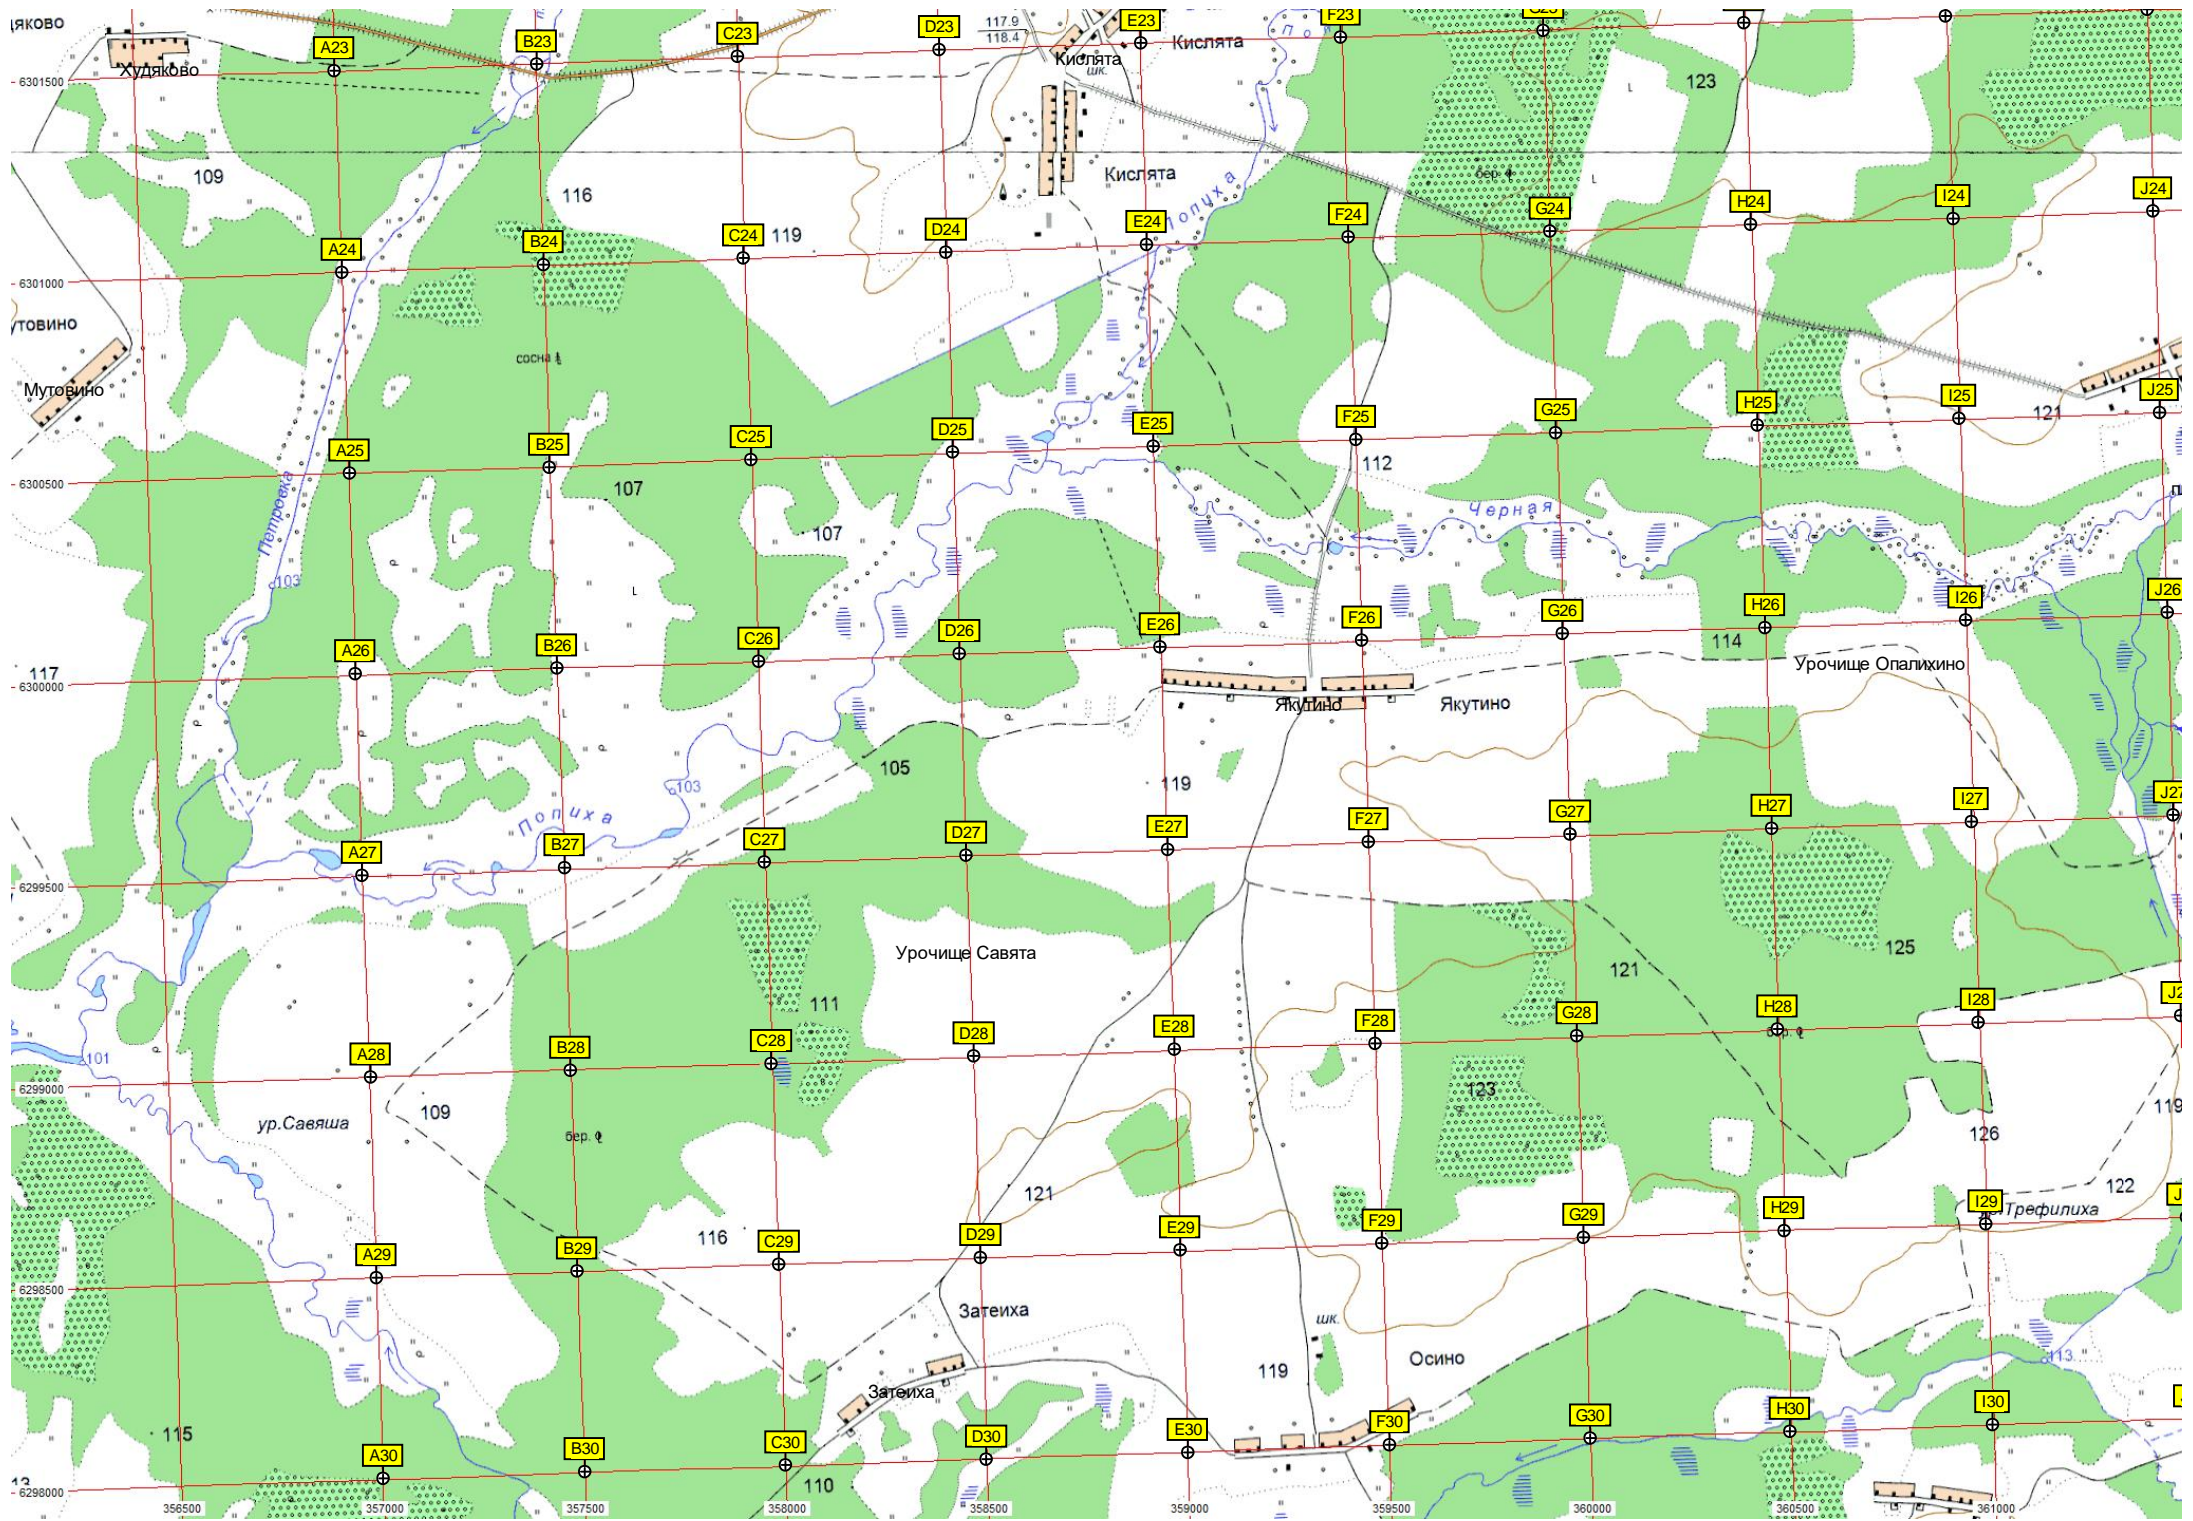 117.9
118.4
E23
F23
D23
C23
B23
A23
Кислята
Кислята
шк.
Худяково
6301500
123
109
116
Кислята
бер.
Попиха
J24
I24
H24
G24
F24
E24
D24
C24
B24
A24
119
6301000
сосна
Мутовино
J25
I25
H25
G25
F25
E25
D25
C25
B25
A25
121
112
107
6300500
Петровка
Черная
107
103
J26
I26
H26
G26
F26
E26
D26
C26
B26
A26
114
117
6300000
Урочище Опалихино
Якутино
Якутино
105
119
103
Попиха
J27
I27
H27
G27
F27
E27
D27
C27
B27
A27
6299500
Урочище Савята
125
121
111
I28
H28
G28
F28
E28
D28
C28
B28
A28
бер.
101
6299000
123
109
119
ур.Савяша
бер.
126
121
122
I29
H29
G29
F29
E29
D29
C29
B29
A29
Трефилиха
116
6298500
Затеиха
шк.
Осино
113
119
Затеиха
I30
H30
G30
F30
E30
D30
C30
B30
A30
115
110
6298000
356500
357000
357500
358000
358500
359000
359500
360000
360500
361000